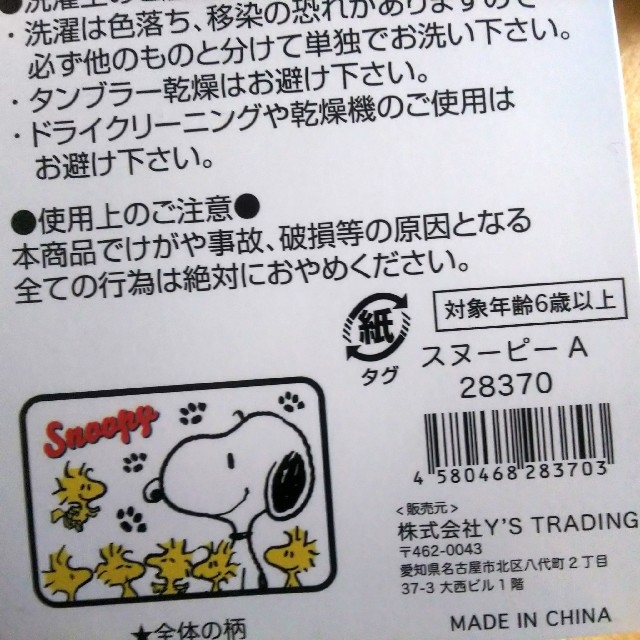 ・洗濯は色落ち、移染の恐れがありますので
必ず他のものと分けて単独でお洗い下さい。
・タンブラー乾燥はお避け下さい。
・ドライクリーニングや乾燥機のご使用は
お避け下さい。
●使用上のご注意●
本商品でけがや事故、破損等の原因となる
全ての行為は絶対におやめください。
紙
タグ
対象年齢6歳以上
スヌーピー A
28370
4 580468 283703
Snoopy
<販売元>
株式会社Y'S TRADING
〒462-0043
愛知県名古屋市北区八代町2丁目
37-3 大西ビル1階
★全体の柄
MADE IN CHINA